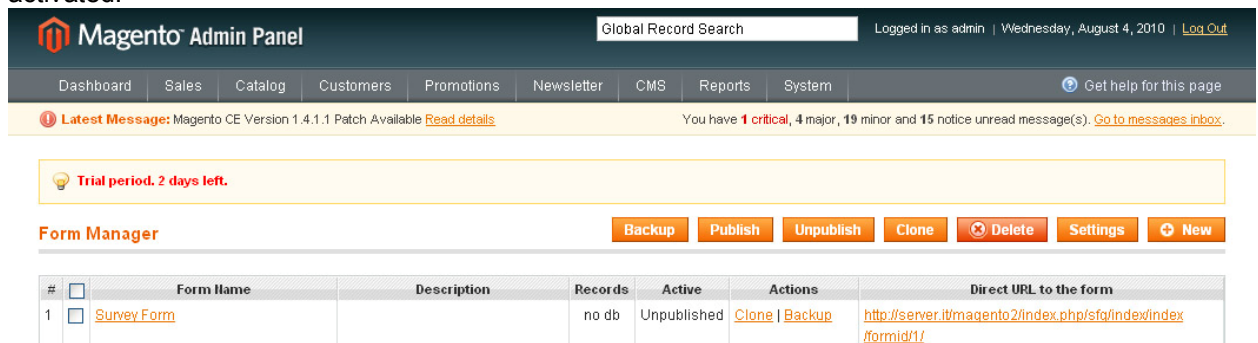 activated.
Magento Admin Panel
Global Record Search
Logged in as admin | Wednesday, August 4, 2010 | Log Out
Dashboard Sales Catalog Customers Promotions Newsletter CMS Reports System Get help for this page
Latest Message: Magento CE Version 1.4.1.1 Patch Available Read details You have 1 critical, 4 major, 19 minor and 15 notice unread message(s). Go to messages inbox.
Trial period. 2 days left.
Form Manager Backup Publish Unpublish Clone Delete Settings New
# Form Name Description Records Active Actions Direct URL to the form
1 Survey Form no db Unpublished Clone | Backup http://server.it/magento2/index.php/sfg/index/index
/formid/1/